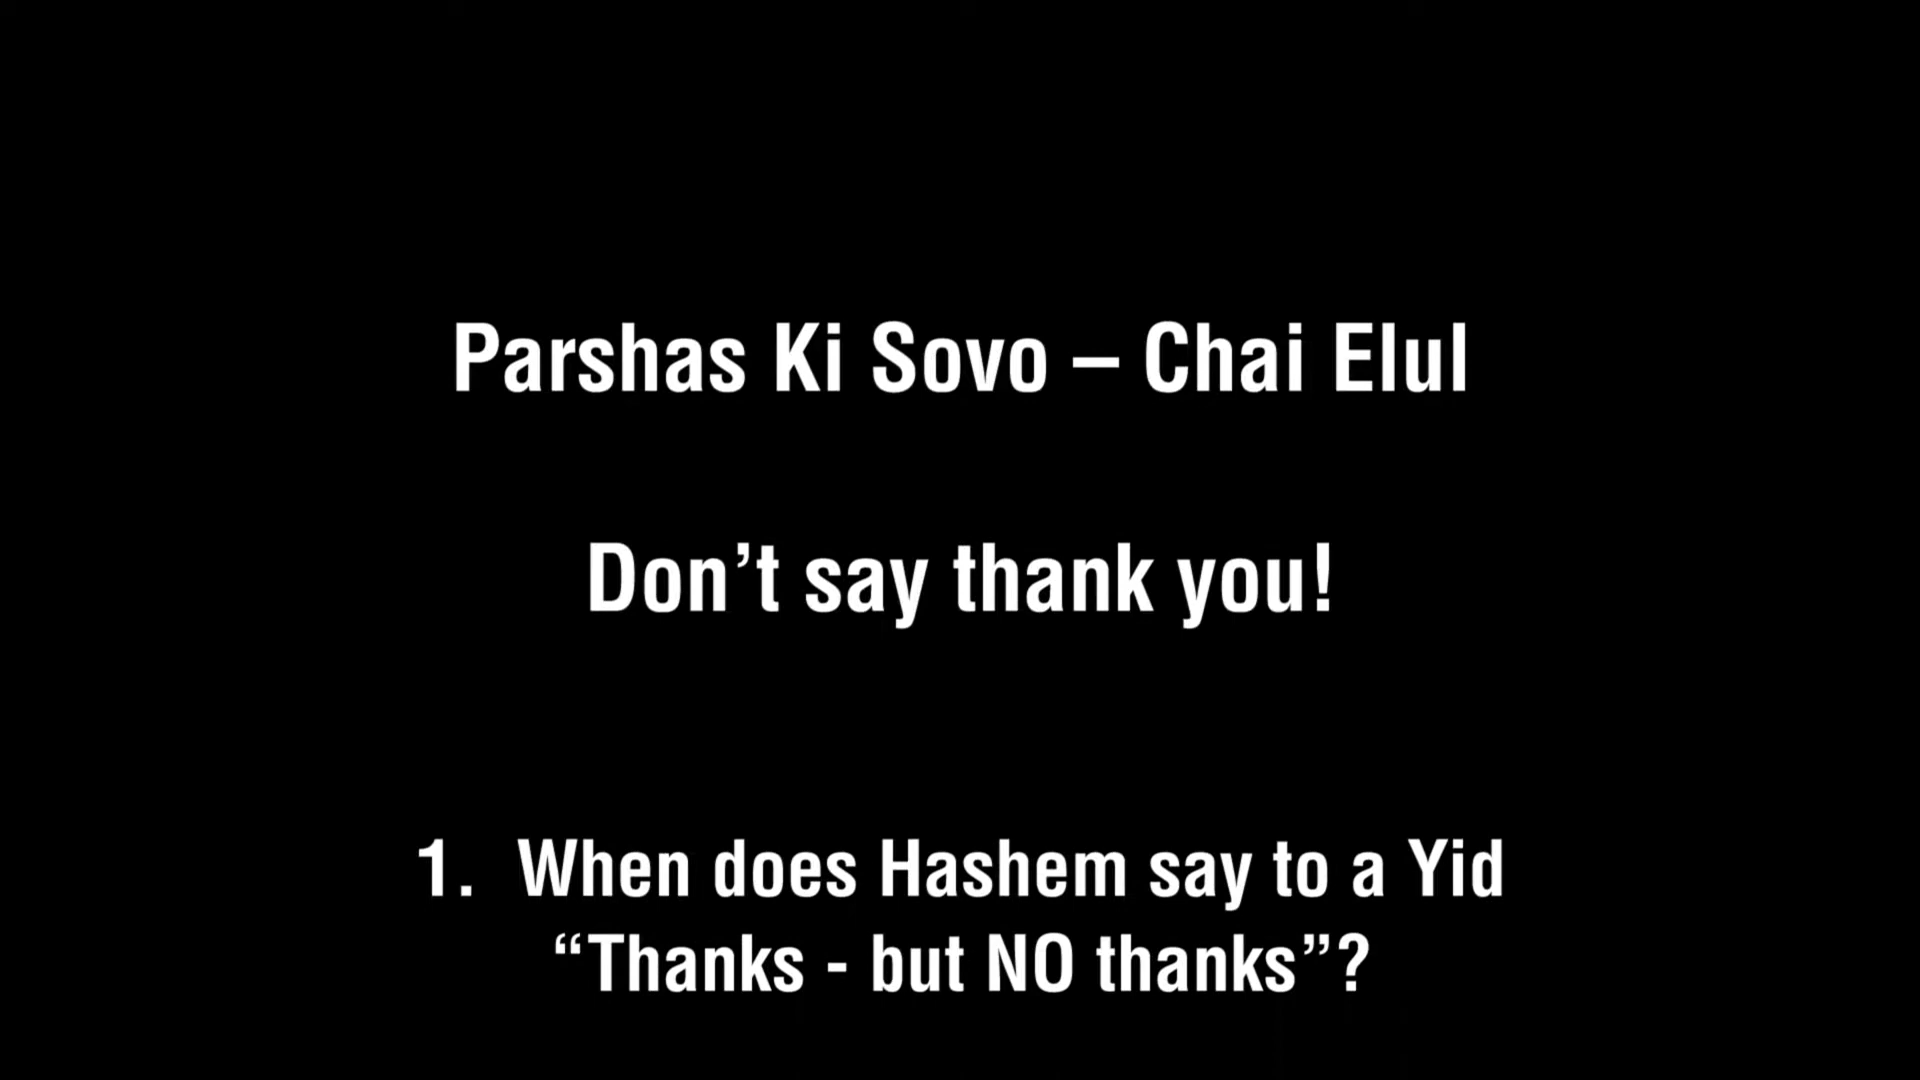 Parshas Ki Sovo – Chai Elul
Don’t say thank you!
1. When does Hashem say to a Yid
“Thanks - but NO thanks”?